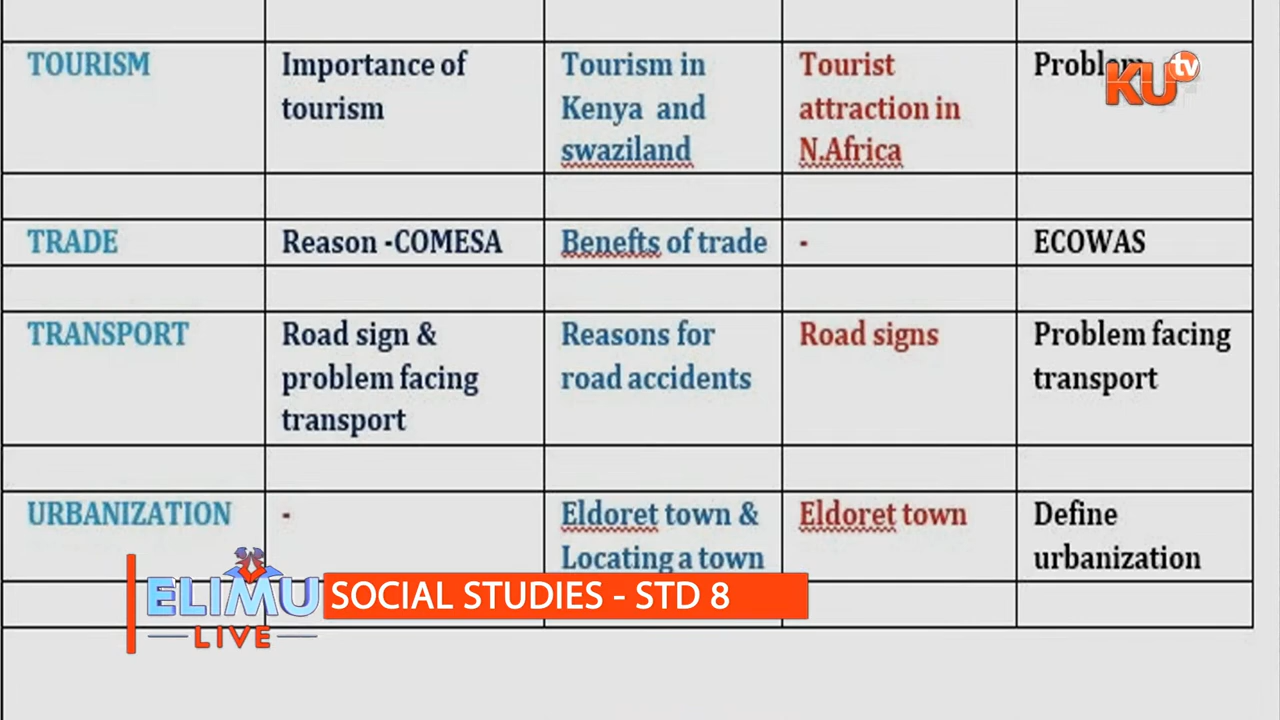 TOURISM
Importance of
tourism
Tourism in
Kenya and
swaziland
Tourist
attraction in
N.Africa
Problem
KU tv
TRADE
Reason -COMESA
Benefts of trade
-
ECOWAS
TRANSPORT
Road sign &
problem facing
transport
Reasons for
road accidents
Road signs
Problem facing
transport
URBANIZATION
-
Eldoret town &
Locating a town
Eldoret town
Define
urbanization
ELIMU
LIVE
SOCIAL STUDIES - STD 8